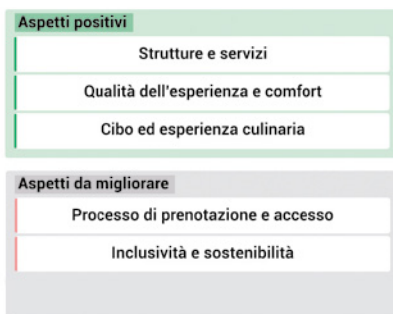 Aspetti positivi
Strutture e servizi
Qualità dell'esperienza e comfort
Cibo ed esperienza culinaria
Aspetti da migliorare
Processo di prenotazione e accesso
Inclusività e sostenibilità